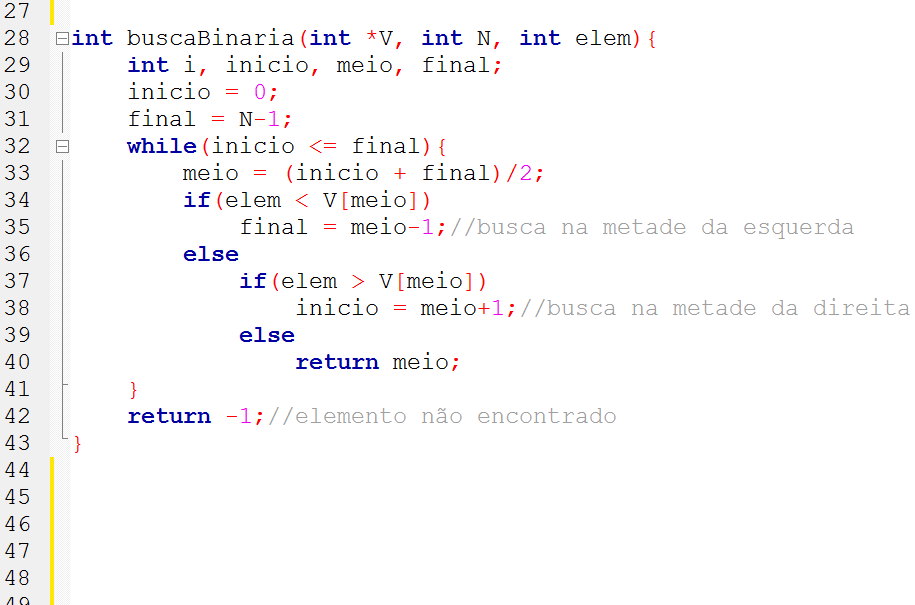 27
28 int buscaBinaria(int *V, int N, int elem){
29 int i, inicio, meio, final;
30 inicio = 0;
31 final = N-1;
32 while(inicio <= final){
33 meio = (inicio + final)/2;
34 if(elem < V[meio])
35 final = meio-1;//busca na metade da esquerda
36 else
37 if(elem > V[meio])
38 inicio = meio+1;//busca na metade da direita
39 else
40 return meio;
41 }
42 return -1;//elemento não encontrado
43 }
44
45
46
47
48
49